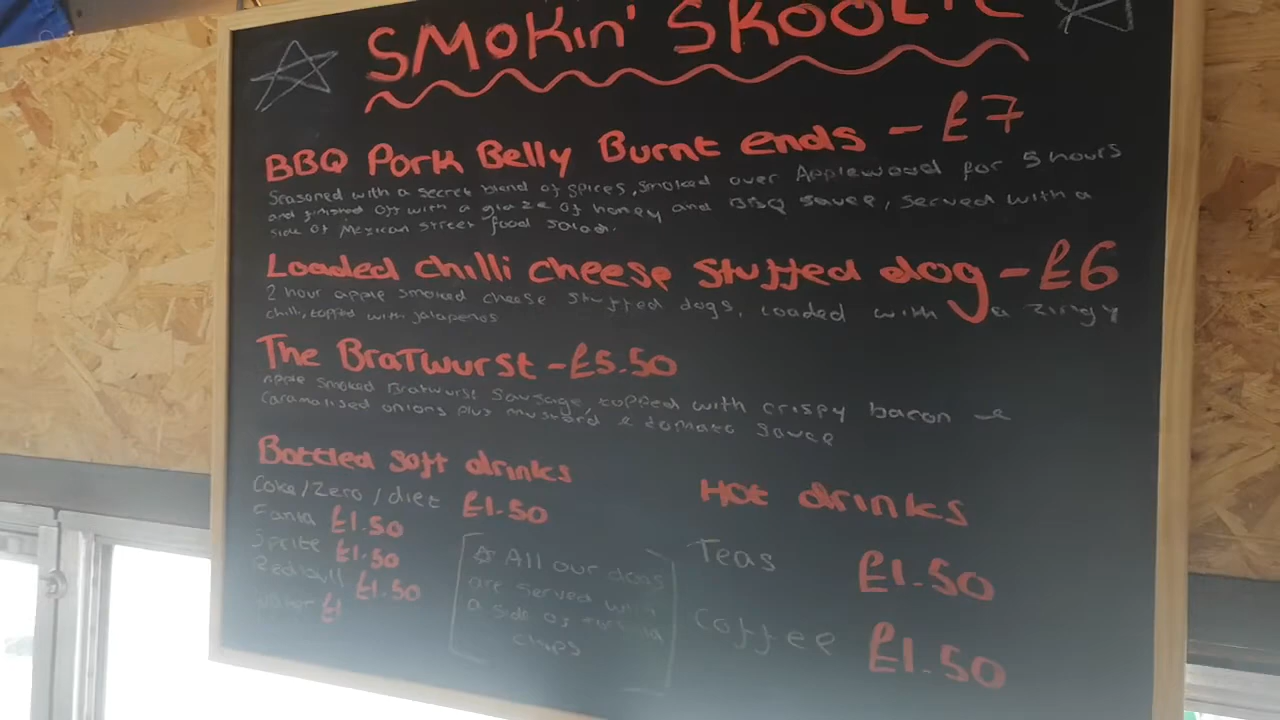 SMOKin' SKOOLIE
BBQ Pork Belly Burnt ends - £7
Seasoned with a secret blend of spices, smoked over Applewood for 5 hours
and finished off with a glaze of honey and BBQ sauce, served with a
side of Mexican street food salad.
Loaded chilli cheese stuffed dog - £6
2 hour apple smoked cheese stuffed dogs, loaded with a zingy
chilli, topped with jalapenos
The BraTwurst - £5.50
Apple smoked Bratwurst sausage, topped with crispy bacon &
caramalised onions plus mustard & tomato sauce
Bottled soft drinks
Coke/Zero/diet £1.50
Fanta £1.50
Sprite £1.50
Redbull £1.50
Water £1
All our dogs
are served with
a side of tortilla
chips
Hot drinks
Teas £1.50
Coffee £1.50